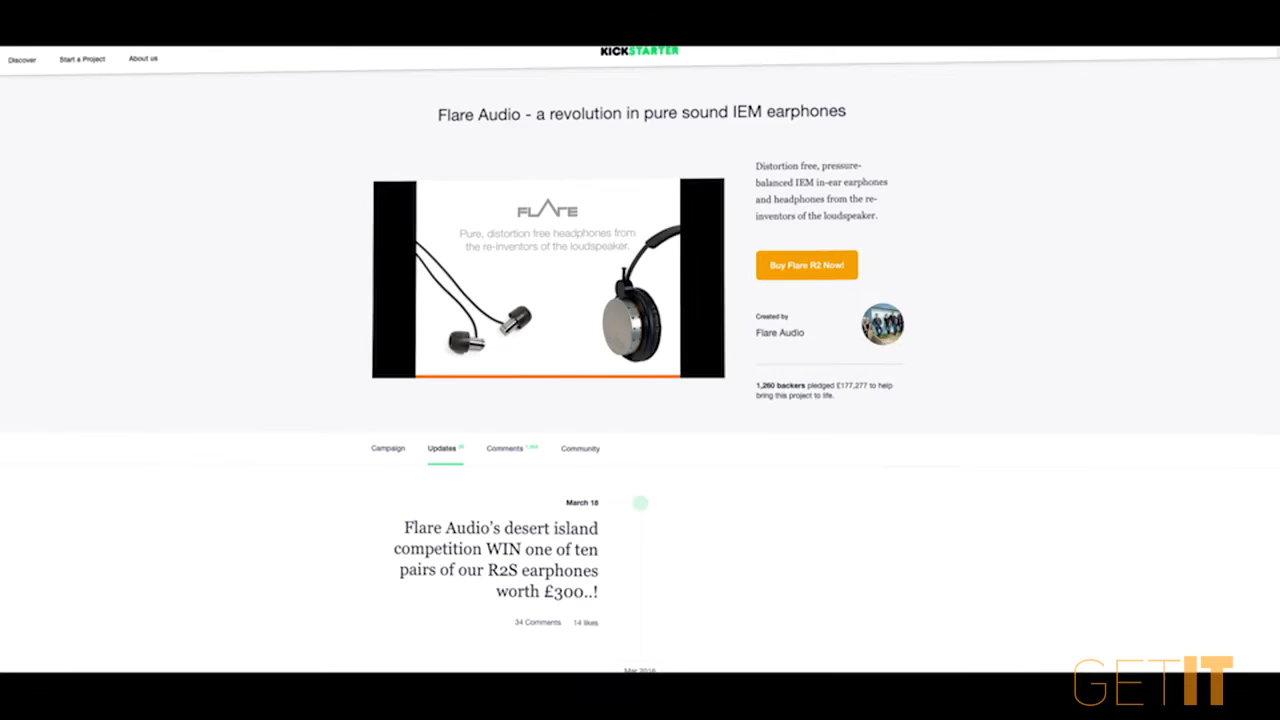 KICKSTARTER
Discover
Start a Project
About us
Flare Audio - a revolution in pure sound IEM earphones
FLARE
Pure, distortion free headphones from
the re-inventors of the loudspeaker.
Distortion free, pressure-
balanced IEM in-ear earphones
and headphones from the re-
inventors of the loudspeaker.
Buy Flare R2 Now!
Created by
Flare Audio
1,260 backers pledged £177,277 to help
bring this project to life.
Campaign
Updates
Comments
Community
March 18
Flare Audio's desert island
competition WIN one of ten
pairs of our R2S earphones
worth £300..!
34 Comments 14 likes
Mar 2016
GETIT